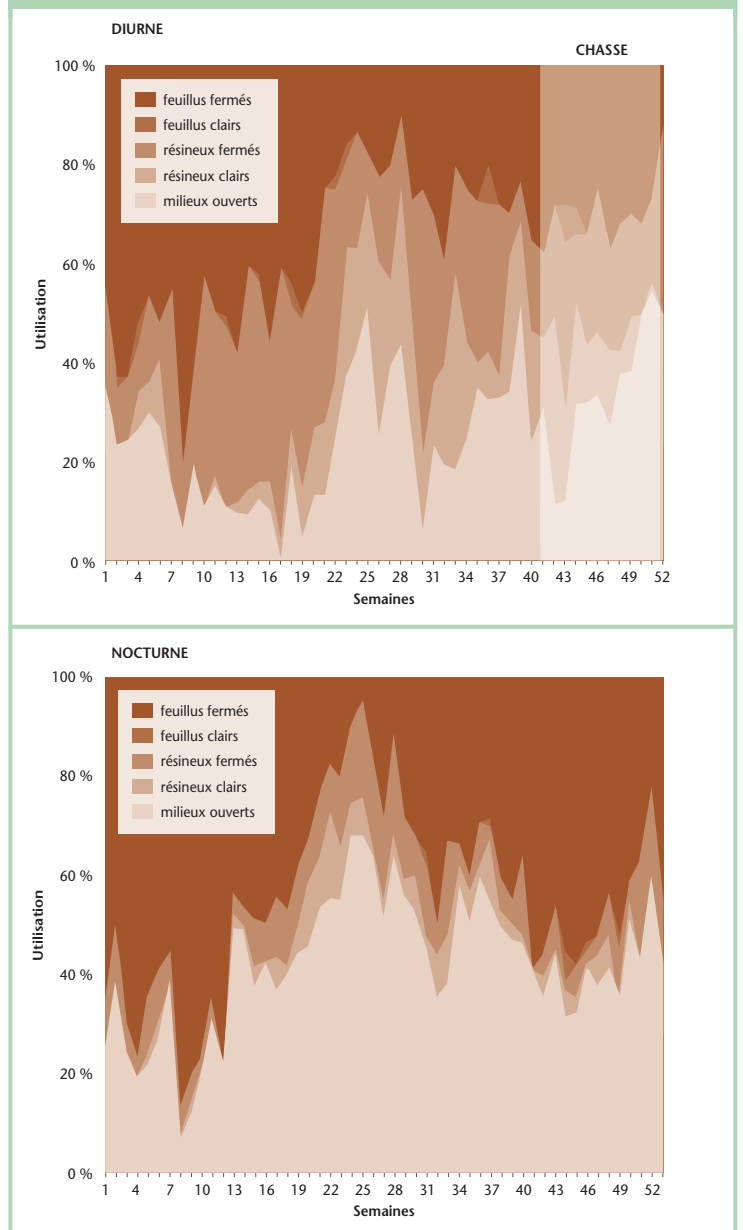 DIURNE
CHASSE
100 %
80 %
60 %
40 %
20 %
0 %
Utilisation
feuillus fermés
feuillus clairs
résineux fermés
résineux clairs
milieux ouverts
1 4 7 10 13 16 19 22 25 28 31 34 37 40 43 46 49 52
Semaines
NOCTURNE
100 %
80 %
60 %
40 %
20 %
0 %
Utilisation
feuillus fermés
feuillus clairs
résineux fermés
résineux clairs
milieux ouverts
1 4 7 10 13 16 19 22 25 28 31 34 37 40 43 46 49 52
Semaines